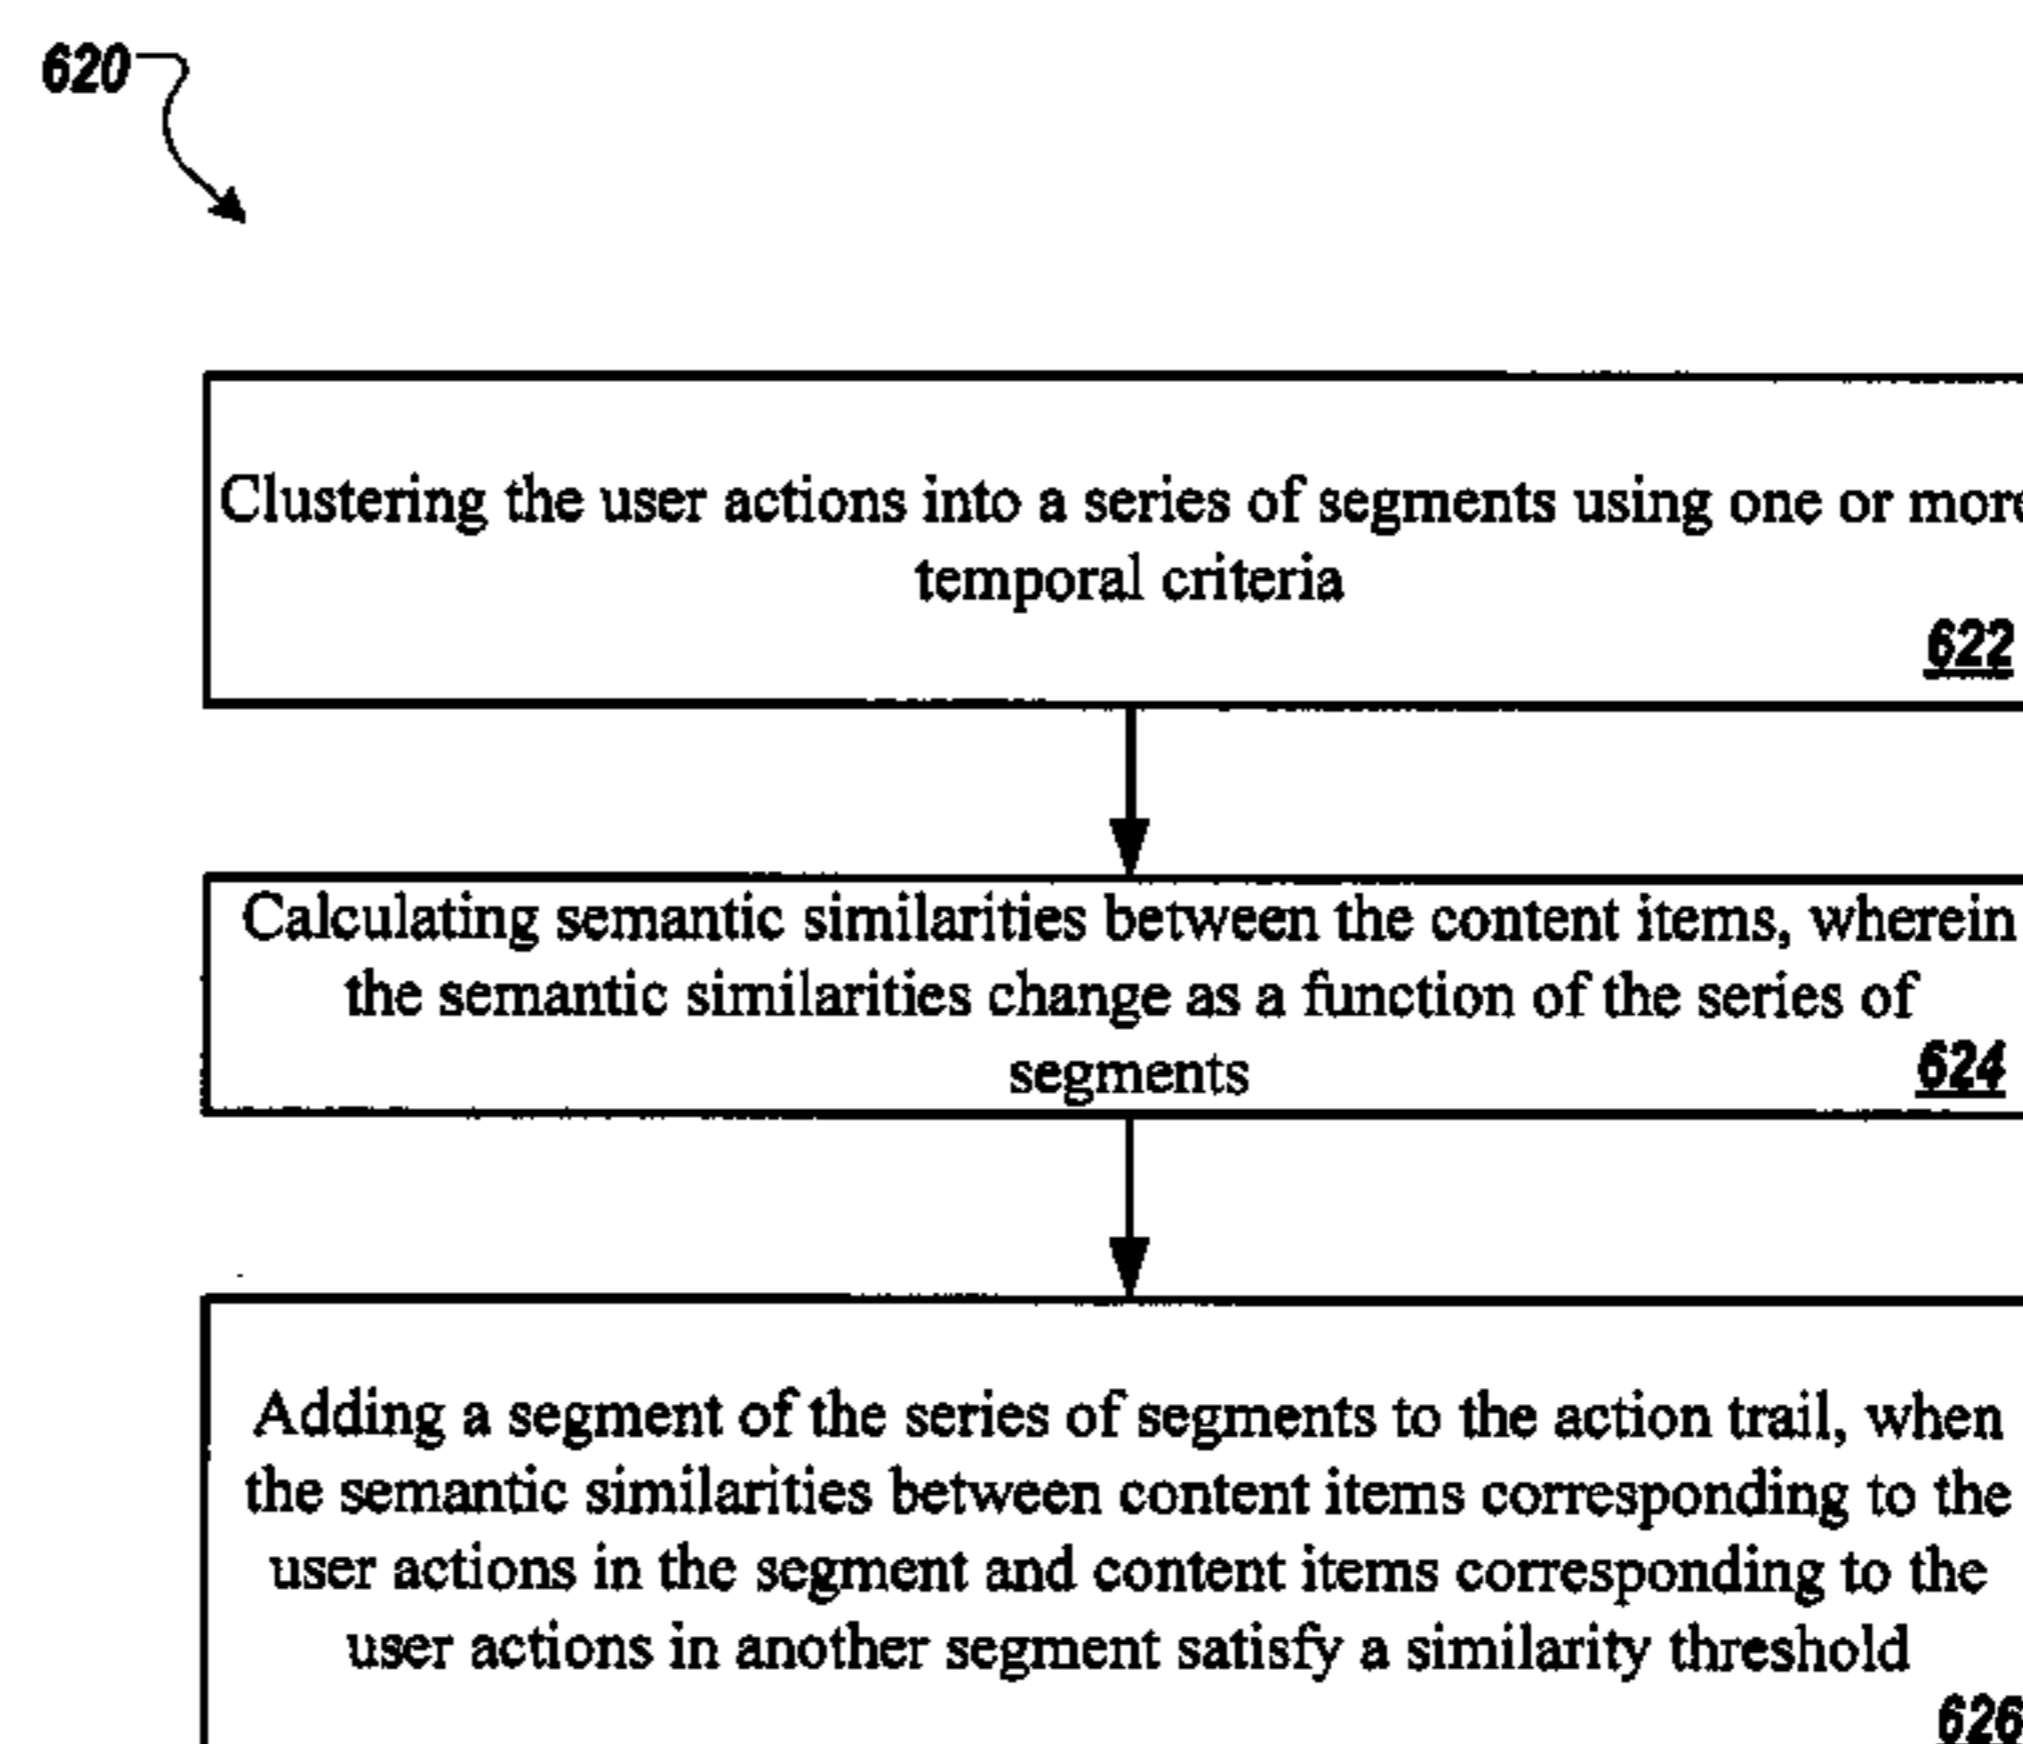 620
Clustering the user actions into a series of segments using one or more
temporal criteria
622
Calculating semantic similarities between the content items, wherein
the semantic similarities change as a function of the series of
segments
624
Adding a segment of the series of segments to the action trail, when
the semantic similarities between content items corresponding to the
user actions in the segment and content items corresponding to the
user actions in another segment satisfy a similarity threshold
626